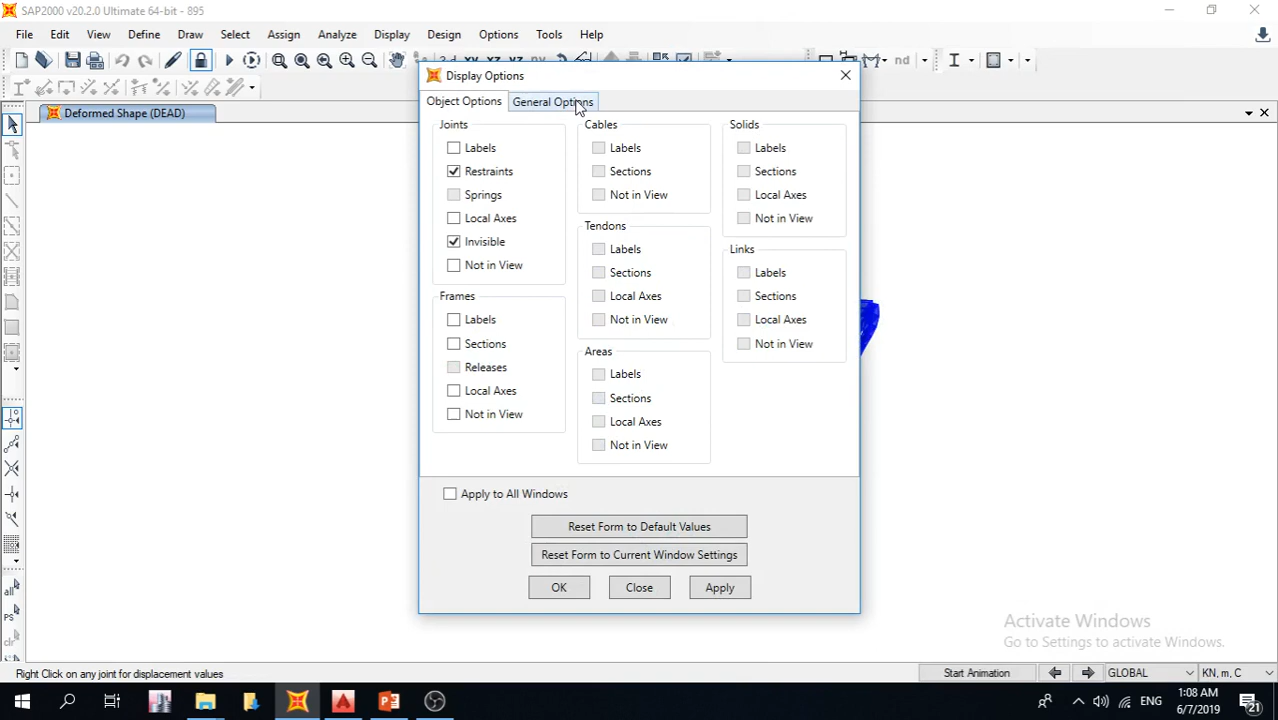 SAP2000 v20.2.0 Ultimate 64-bit - 895
File Edit View Define Draw Select Assign Analyze Display Design Options Tools Help
nd
Deformed Shape (DEAD)
Display Options
Object Options General Options
Joints
Labels
Restraints
Springs
Local Axes
Invisible
Not in View
Frames
Labels
Sections
Releases
Local Axes
Not in View
Cables
Labels
Sections
Not in View
Tendons
Labels
Sections
Local Axes
Not in View
Areas
Labels
Sections
Local Axes
Not in View
Solids
Labels
Sections
Local Axes
Not in View
Links
Labels
Sections
Local Axes
Not in View
Apply to All Windows
Reset Form to Default Values
Reset Form to Current Window Settings
OK Close Apply
all
PS
clr
Activate Windows
Go to Settings to activate Windows.
Right Click on any joint for displacement values
Start Animation GLOBAL KN, m, C
ENG
1:08 AM
6/7/2019
21